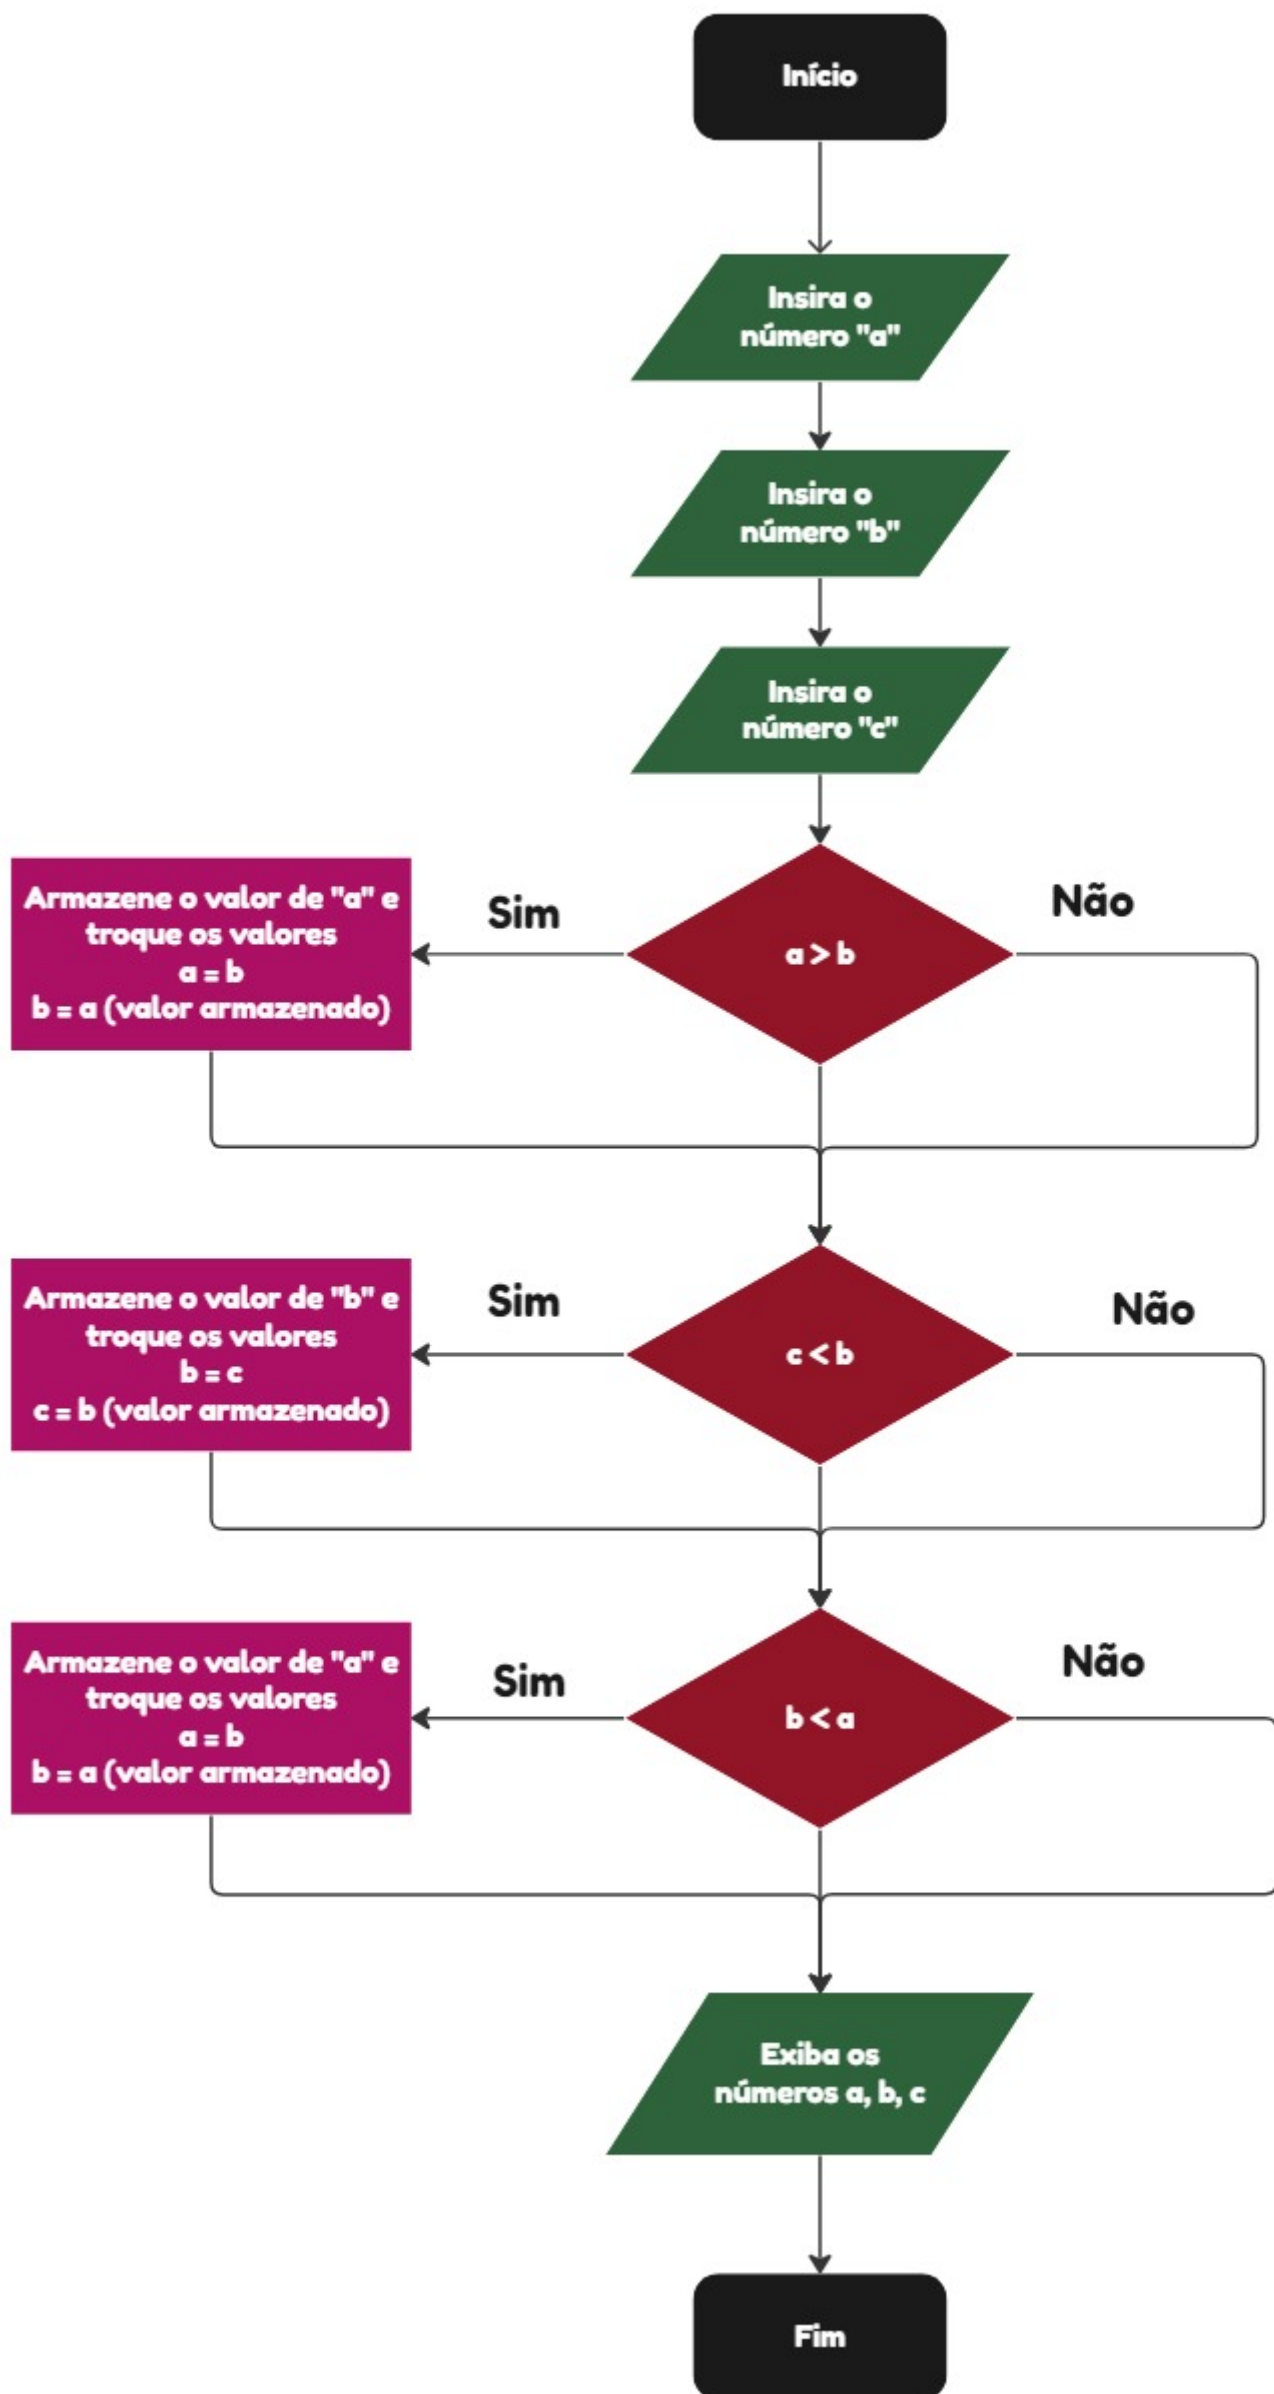 Início
Insira o
número "a"
Insira o
número "b"
Insira o
número "c"
Armazene o valor de "a" e
troque os valores
a = b
b = a (valor armazenado)
Sim
a > b
Não
Armazene o valor de "b" e
troque os valores
b = c
c = b (valor armazenado)
Sim
c < b
Não
Armazene o valor de "a" e
troque os valores
a = b
b = a (valor armazenado)
Sim
b < a
Não
Exiba os
números a, b, c
Fim